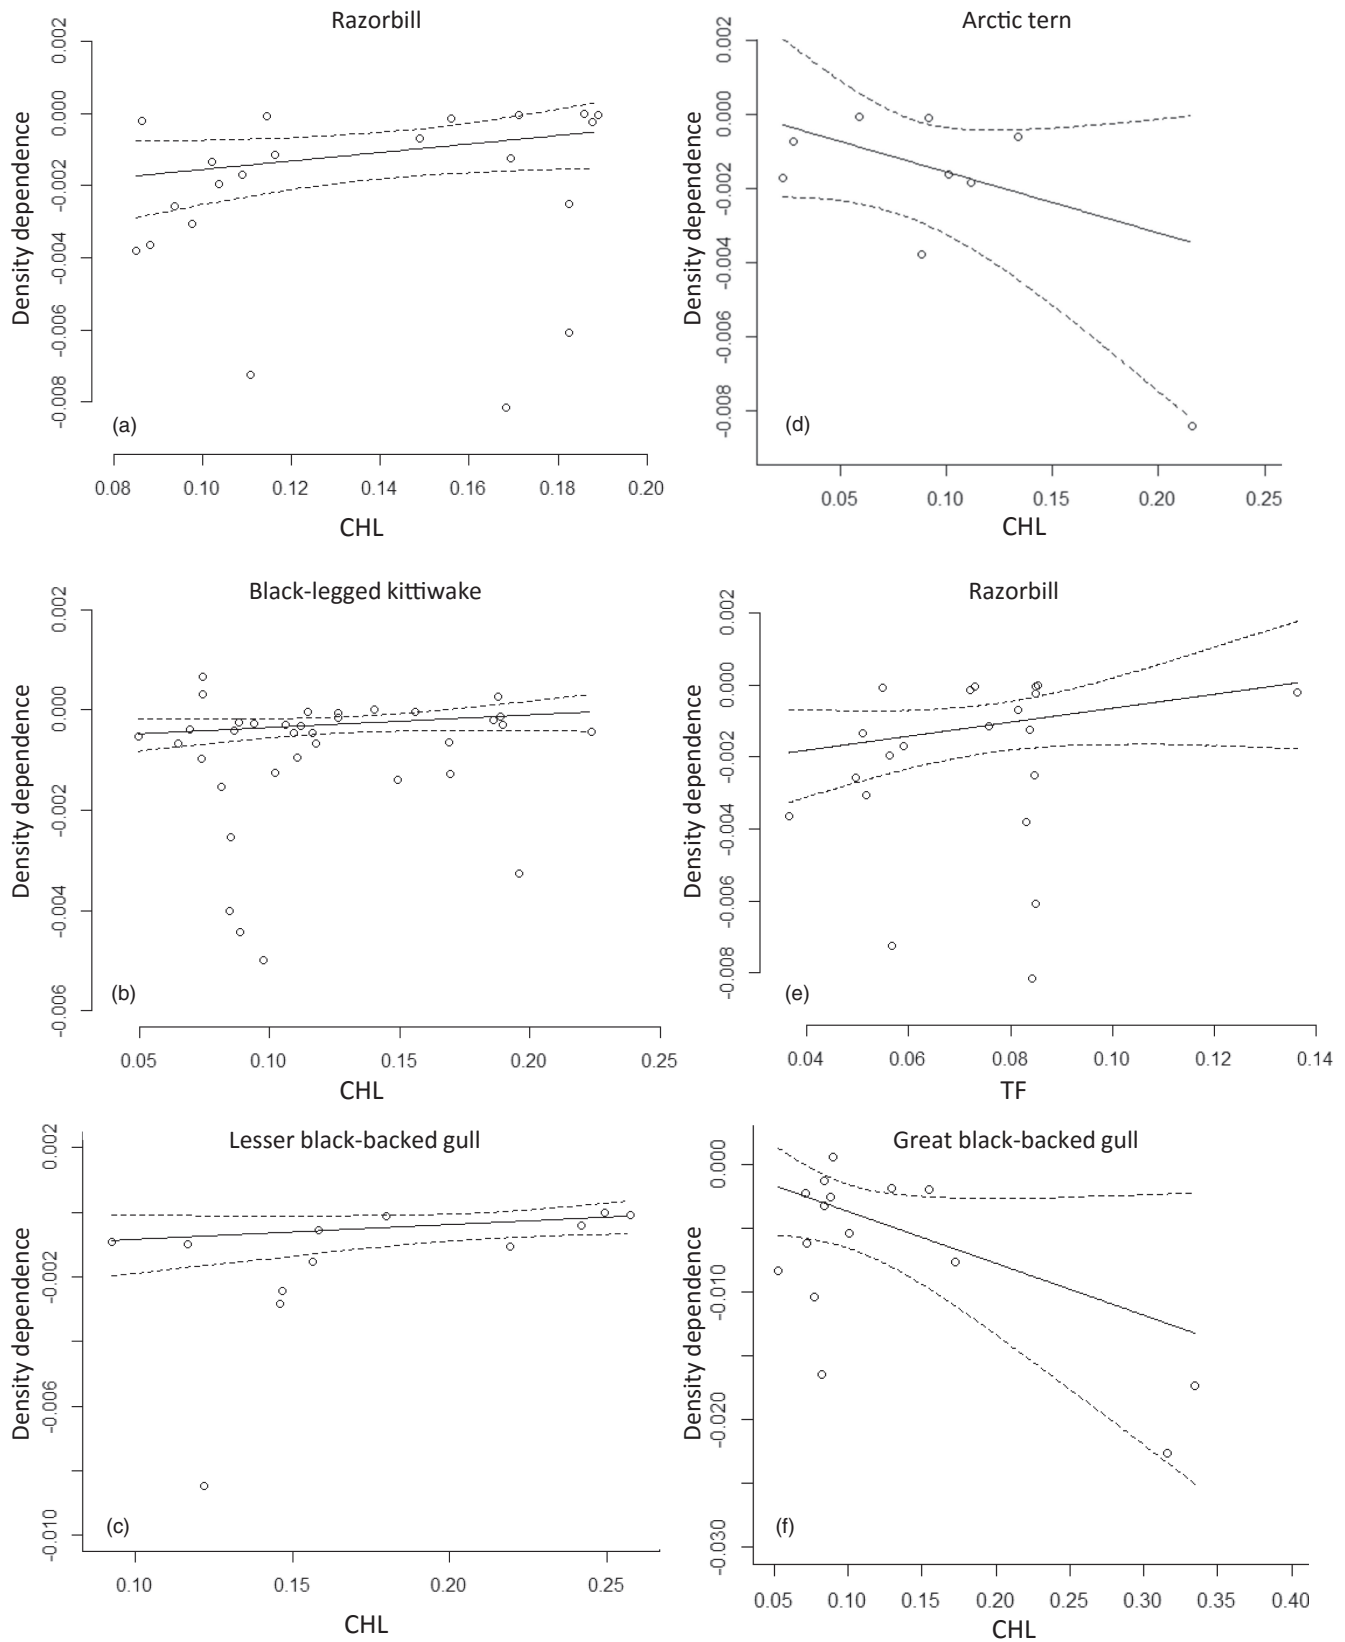 Razorbill
Density dependence
0.002
0.000
-0.002
-0.004
-0.006
-0.008
(a)
0.08 0.10 0.12 0.14 0.16 0.18 0.20
CHL
Arctic tern
Density dependence
0.002
0.000
-0.002
-0.004
-0.006
-0.008
(d)
0.05 0.10 0.15 0.20 0.25
CHL
Black-legged kittiwake
Density dependence
0.002
0.000
-0.002
-0.004
-0.006
(b)
0.05 0.10 0.15 0.20 0.25
CHL
Razorbill
Density dependence
0.002
0.000
-0.002
-0.004
-0.006
-0.008
(e)
0.04 0.06 0.08 0.10 0.12 0.14
TF
Lesser black-backed gull
Density dependence
0.002
-0.002
-0.006
-0.010
(c)
0.10 0.15 0.20 0.25
CHL
Great black-backed gull
Density dependence
0.000
-0.010
-0.020
-0.030
(f)
0.05 0.10 0.15 0.20 0.25 0.30 0.35 0.40
CHL